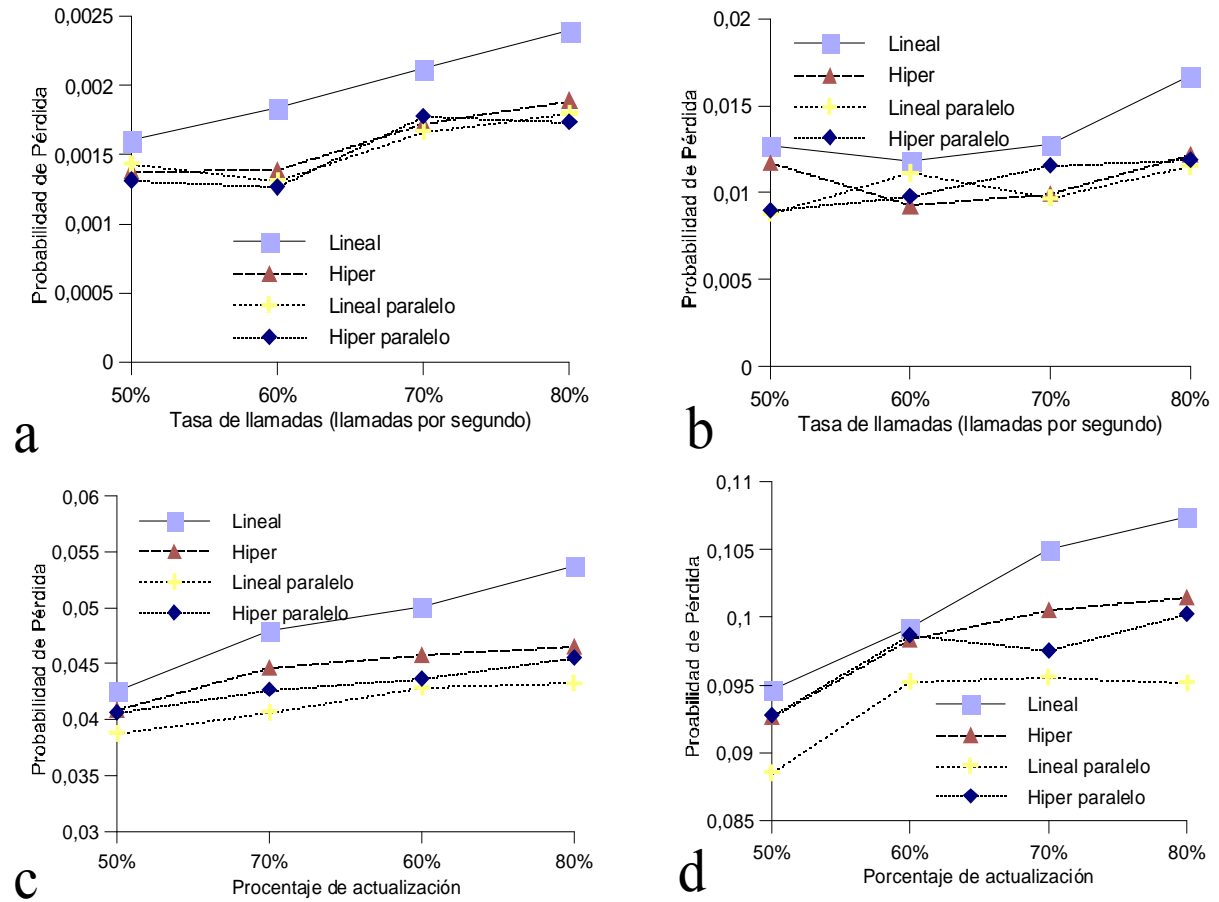 0,0025
0,002
0,0015
0,001
0,0005
0
Probabilidad de Pérdida
Lineal
Hiper
Lineal paralelo
Hiper paralelo
50% 60% 70% 80%
Tasa de llamadas (llamadas por segundo)
a
0,02
0,015
0,01
0,005
0
Probabilidad de Pérdida
Lineal
Hiper
Lineal paralelo
Hiper paralelo
50% 60% 70% 80%
Tasa de llamadas (llamadas por segundo)
b
0,06
0,055
0,05
0,045
0,04
0,035
0,03
Probabilidad de Pérdida
Lineal
Hiper
Lineal paralelo
Hiper paralelo
50% 70% 60% 80%
Procentaje de actualización
c
0,11
0,105
0,1
0,095
0,09
0,085
Proabilidad de Pérdida
Lineal
Hiper
Lineal paralelo
Hiper paralelo
50% 60% 70% 80%
Porcentaje de actualización
d